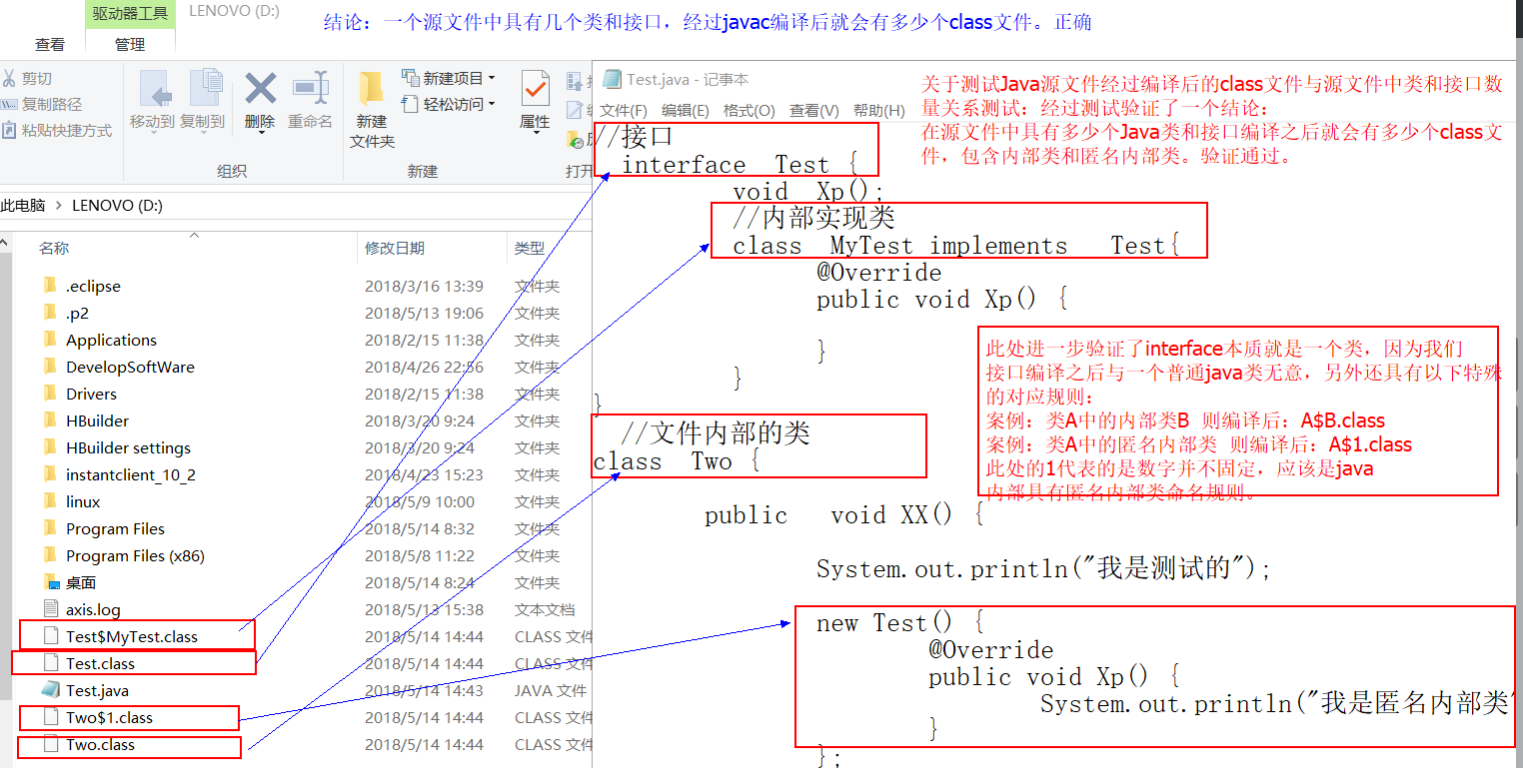 驱动器工具
LENOVO (D:)
结论：一个源文件中具有几个类和接口，经过javac编译后就会有多少个class文件。正确
查看
管理
剪切
复制路径
粘贴快捷方式
移动到
复制到
删除
重命名
组织
新建
文件夹
新建项目
轻松访问
新建
属性
打开
Test.java - 记事本
文件(F) 编辑(E) 格式(O) 查看(V) 帮助(H)
关于测试Java源文件经过编译后的class文件与源文件中类和接口数
量关系测试：经过测试验证了一个结论：
在源文件中具有多少个Java类和接口编译之后就会有多少个class文
件，包含内部类和匿名内部类。验证通过。
此电脑 > LENOVO (D:)
名称 修改日期 类型
.eclipse 2018/3/16 13:39 文件夹
.p2 2018/5/13 19:06 文件夹
Applications 2018/2/15 11:38 文件夹
DevelopSoftWare 2018/4/26 22:56 文件夹
Drivers 2018/2/15 11:38 文件夹
HBuilder 2018/3/20 9:24 文件夹
HBuilder settings 2018/3/20 9:24 文件夹
instantclient_10_2 2018/4/23 15:23 文件夹
linux 2018/5/9 10:00 文件夹
Program Files 2018/5/14 8:32 文件夹
Program Files (x86) 2018/5/8 11:22 文件夹
桌面 2018/5/14 8:24 文件夹
axis.log 2018/5/13 15:38 文本文档
Test$MyTest.class 2018/5/14 14:44 CLASS 文件
Test.class 2018/5/14 14:44 CLASS 文件
Test.java 2018/5/14 14:43 JAVA 文件
Two$1.class 2018/5/14 14:44 CLASS 文件
Two.class 2018/5/14 14:44 CLASS 文件
//接口
interface Test {
void Xp();
//内部实现类
class MyTest implements Test{
@Override
public void Xp() {
}
}
}
//文件内部的类
class Two {
public void XX() {
System.out.println("我是测试的");
new Test() {
@Override
public void Xp() {
System.out.println("我是匿名内部类"
}
};
此处进一步验证了interface本质就是一个类，因为我们
接口编译之后与一个普通java类无意，另外还具有以下特殊
的对应规则：
案例：类A中的内部类B 则编译后：A$B.class
案例：类A中的匿名内部类 则编译后：A$1.class
此处的1代表的是数字并不固定，应该是java
内部具有匿名内部类命名规则。